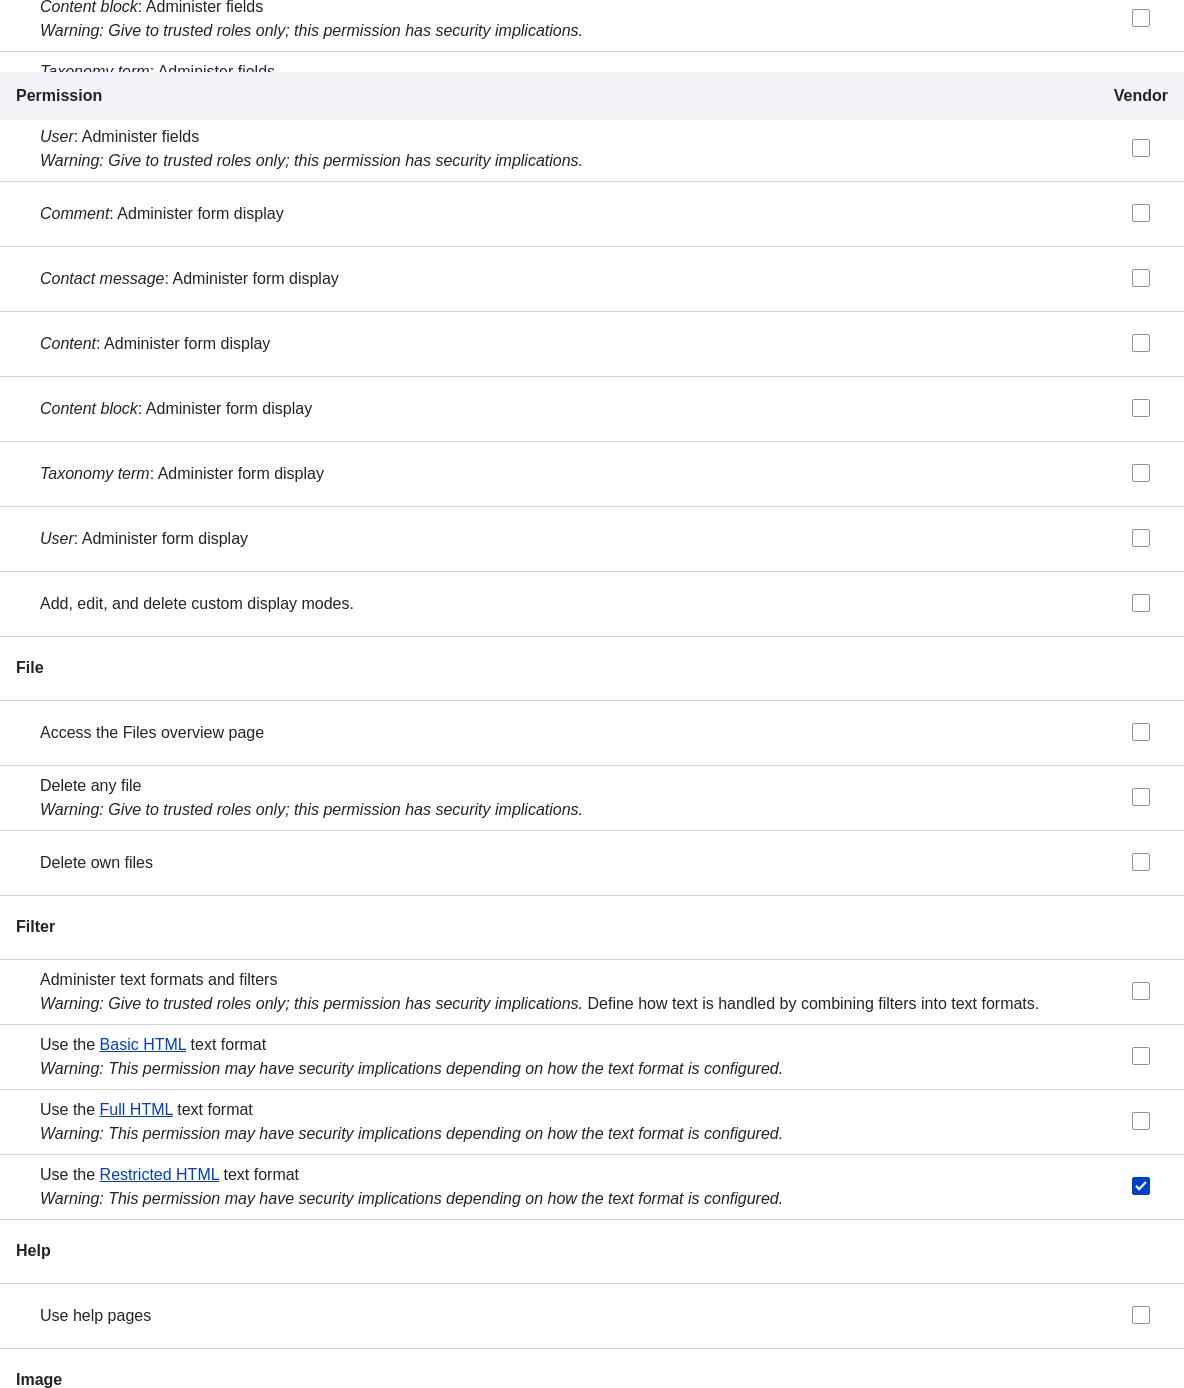 Content block: Administer fields
Warning: Give to trusted roles only; this permission has security implications.
Taxonomy term: Administer fields
Permission Vendor
User: Administer fields
Warning: Give to trusted roles only; this permission has security implications.
Comment: Administer form display
Contact message: Administer form display
Content: Administer form display
Content block: Administer form display
Taxonomy term: Administer form display
User: Administer form display
Add, edit, and delete custom display modes.
File
Access the Files overview page
Delete any file
Warning: Give to trusted roles only; this permission has security implications.
Delete own files
Filter
Administer text formats and filters
Warning: Give to trusted roles only; this permission has security implications. Define how text is handled by combining filters into text formats.
Use the Basic HTML text format
Warning: This permission may have security implications depending on how the text format is configured.
Use the Full HTML text format
Warning: This permission may have security implications depending on how the text format is configured.
Use the Restricted HTML text format
Warning: This permission may have security implications depending on how the text format is configured.
Help
Use help pages
Image